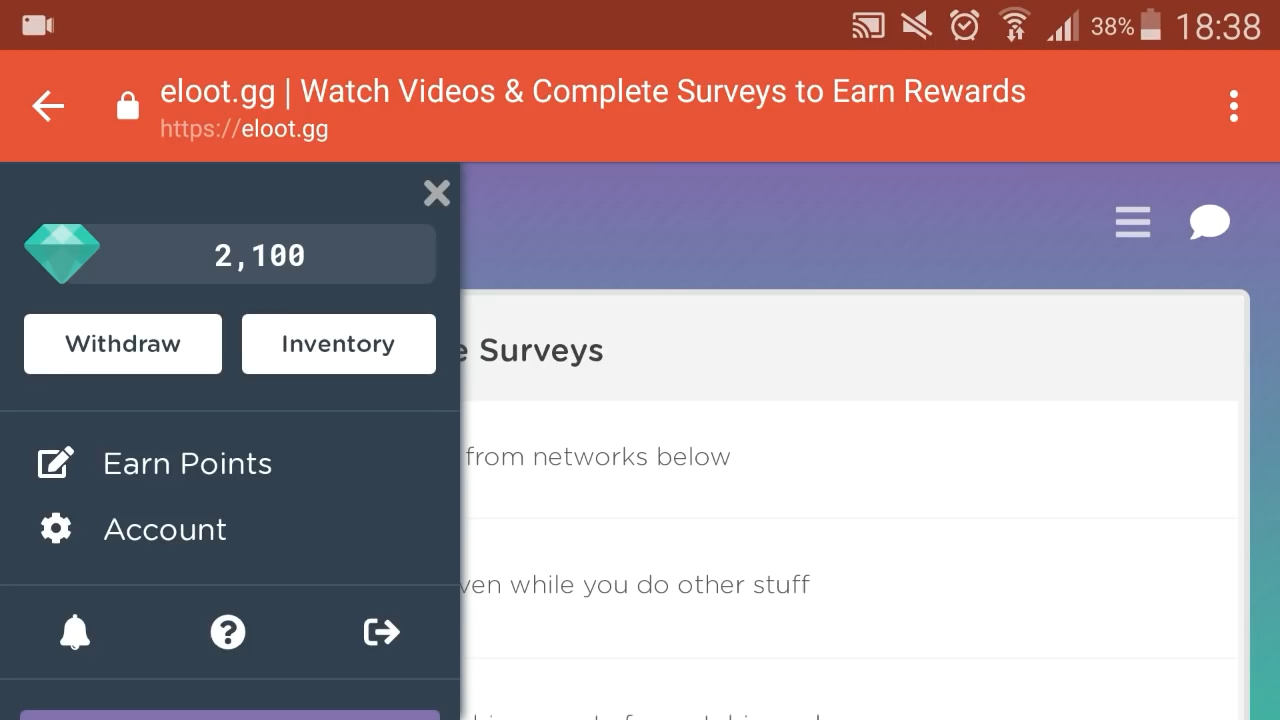 38% 18:38
eloot.gg | Watch Videos & Complete Surveys to Earn Rewards
https://eloot.gg
2,100
Withdraw Inventory
Surveys
from networks below
Earn Points
Account
while you do other stuff